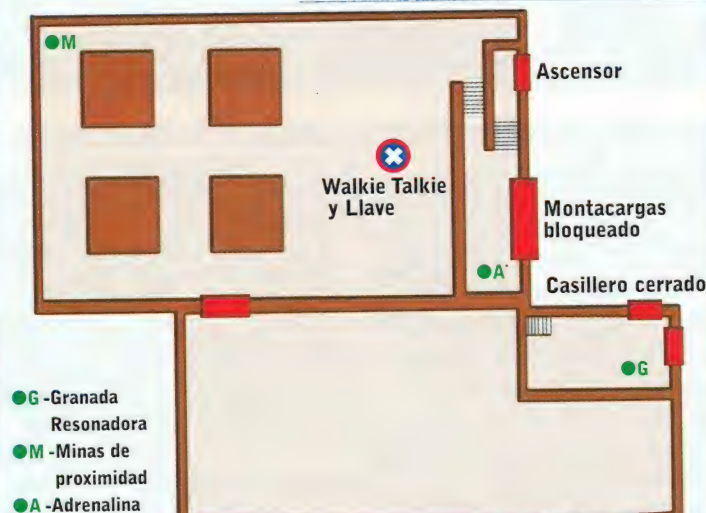 M
Ascensor
Walkie Talkie
y Llave
Montacargas
bloqueado
A
Casillero cerrado
G
G -Granada
Resonadora
M -Minas de
proximidad
A -Adrenalina